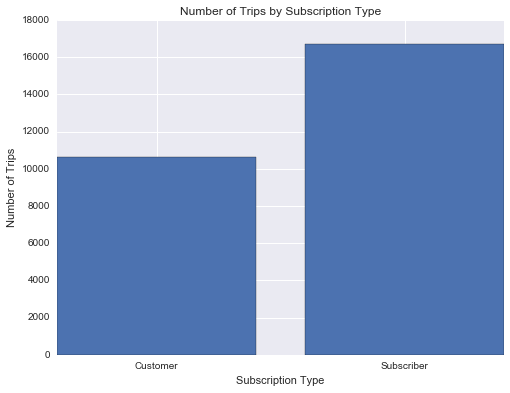 Number of Trips by Subscription Type
18000
16000
14000
12000
10000
8000
6000
4000
2000
0
Number of Trips
Customer
Subscriber
Subscription Type